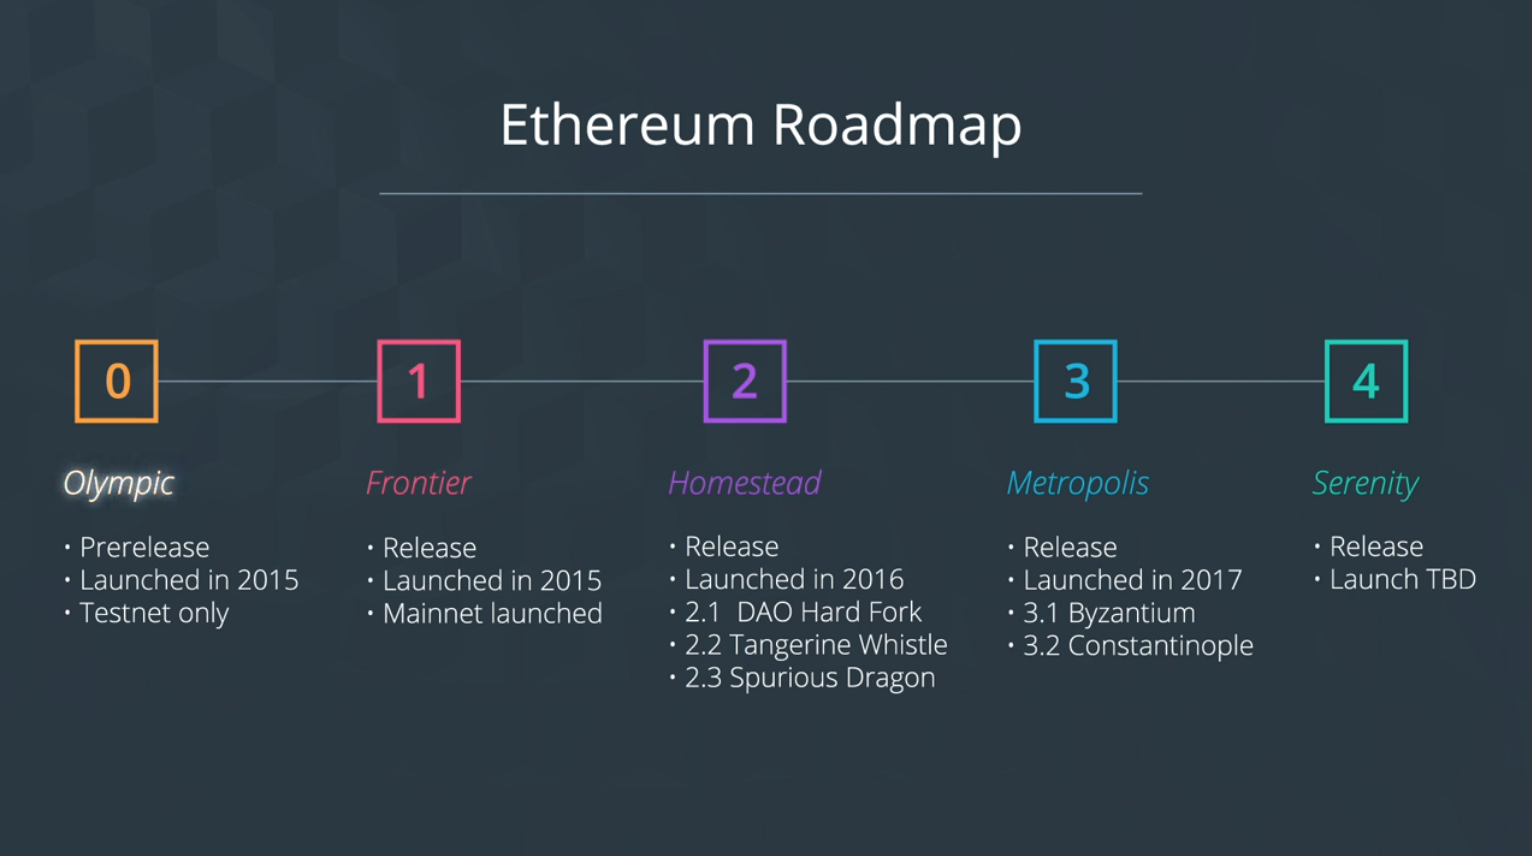 Ethereum Roadmap
0
1
2
3
4
Olympic
Frontier
Homestead
Metropolis
Serenity
• Prerelease
• Launched in 2015
• Testnet only
• Release
• Launched in 2015
• Mainnet launched
• Release
• Launched in 2016
• 2.1  DAO Hard Fork
• 2.2 Tangerine Whistle
• 2.3 Spurious Dragon
• Release
• Launched in 2017
• 3.1 Byzantium
• 3.2 Constantinople
• Release
• Launch TBD